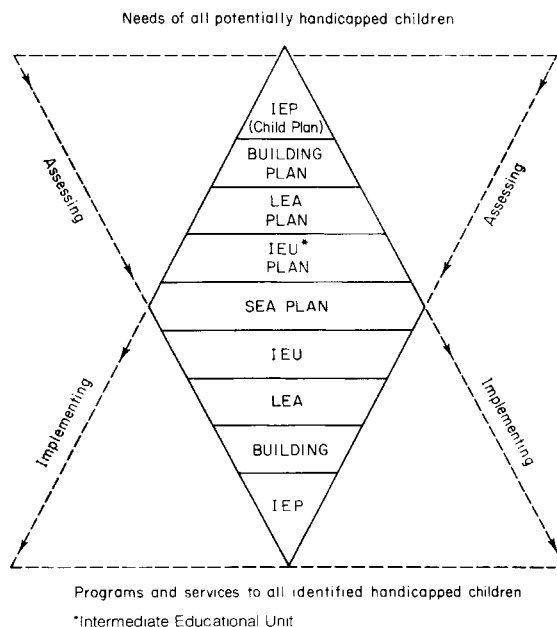 Needs of all potentially handicapped children
IEP
(Child Plan)
BUILDING
PLAN
LEA
PLAN
IEU*
PLAN
SEA PLAN
IEU
LEA
BUILDING
IEP
Assessing
Assessing
Implementing
Implementing
Programs and services to all identified handicapped children
*Intermediate Educational Unit